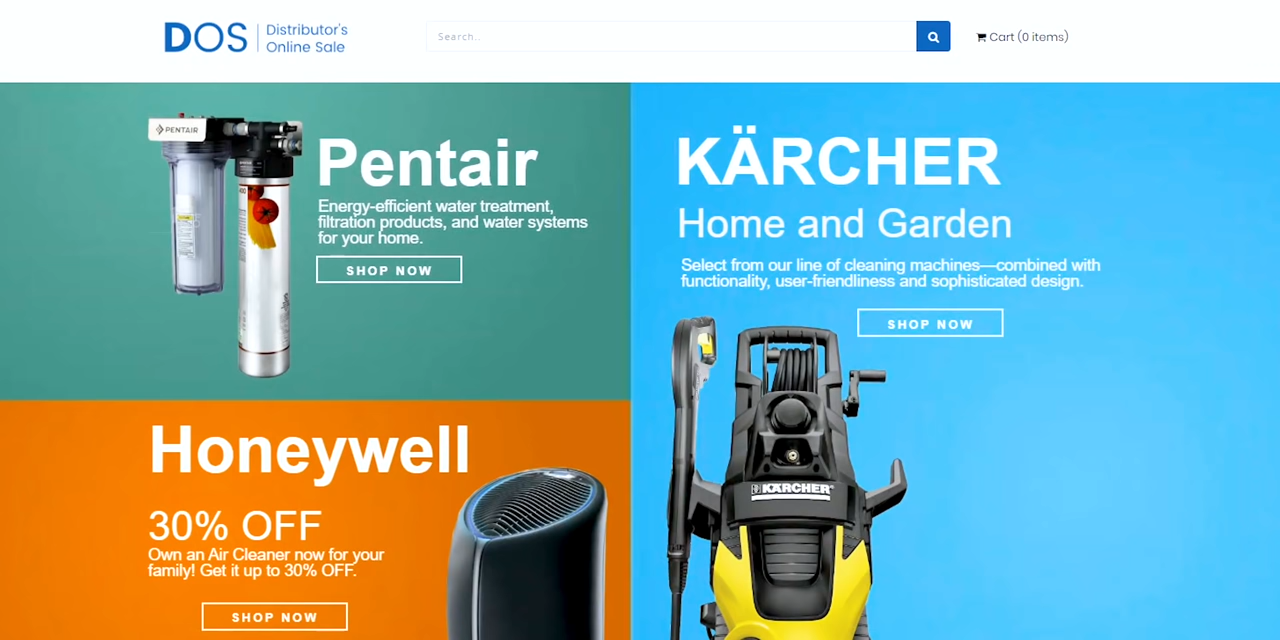 DOS
Distributor's
Online Sale
Search..
Cart (0 items)
PENTAIR
Pentair
Energy-efficient water treatment,
filtration products, and water systems
for your home.
SHOP NOW
KÄRCHER
Home and Garden
Select from our line of cleaning machines—combined with
functionality, user-friendliness and sophisticated design.
SHOP NOW
KÄRCHER
Honeywell
30% OFF
Own an Air Cleaner now for your
family! Get it up to 30% OFF.
SHOP NOW